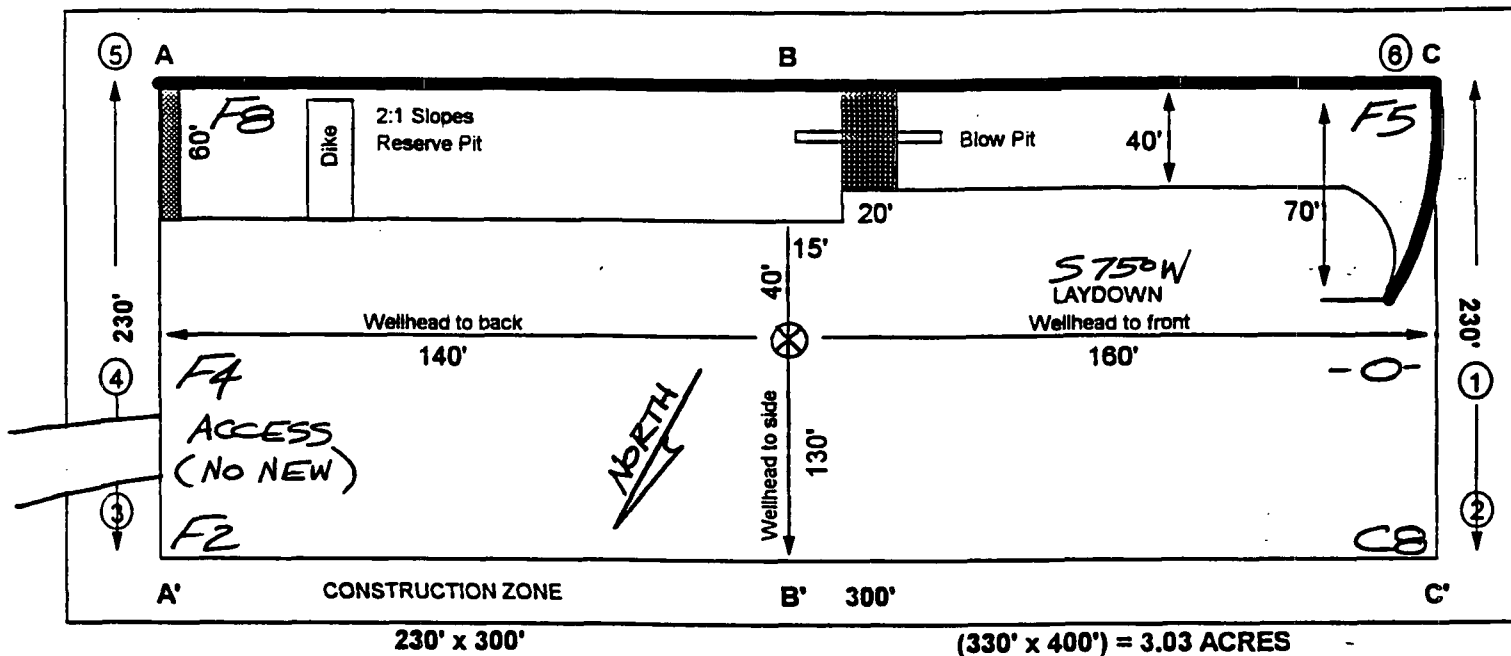 ⑤ A B ⑥ C
F8 2:1 Slopes F5
60' Dike Reserve Pit Blow Pit 40'
20' 70'
15'
230' 40' S75°W 230'
LAYDOWN
Wellhead to back Wellhead to front
140' 160'
④ F4 -0- ①
ACCESS NORTH Wellhead to side 130'
(NO NEW)
③ ②
F2 C8
A' CONSTRUCTION ZONE B' 300' C'
230' x 300' (330' x 400') = 3.03 ACRES